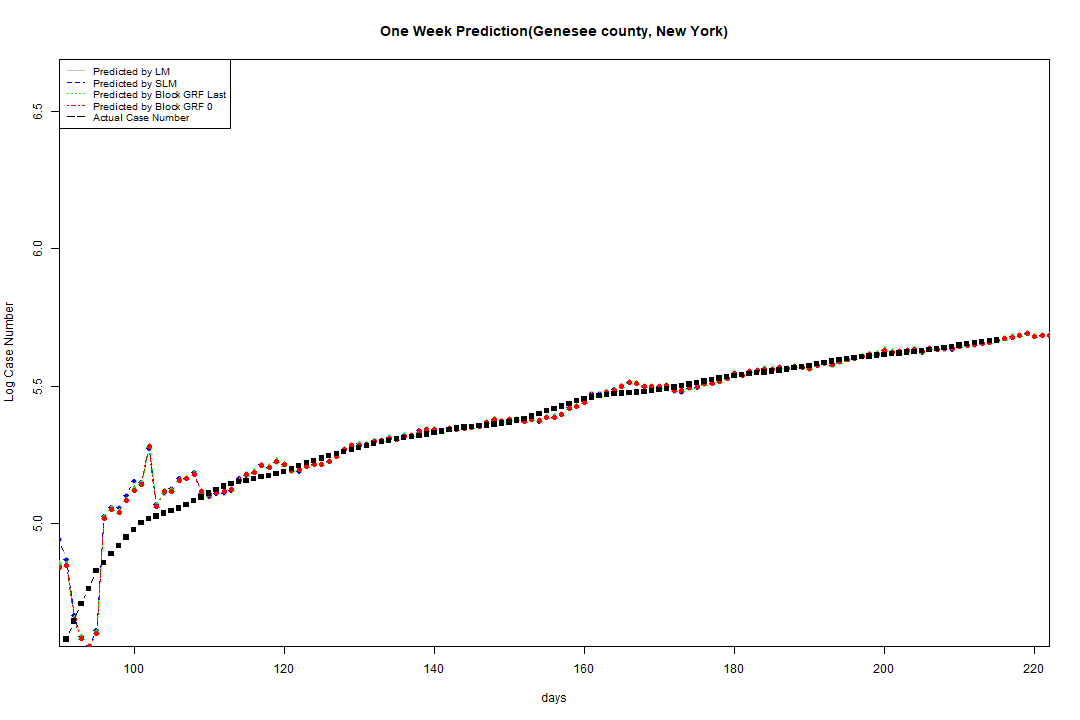 One Week Prediction(Genesee county, New York)
Predicted by LM
Predicted by SLM
Predicted by Block GRF Last
Predicted by Block GRF 0
Actual Case Number
6.5
6.0
5.5
5.0
Log Case Number
100 120 140 160 180 200 220
days